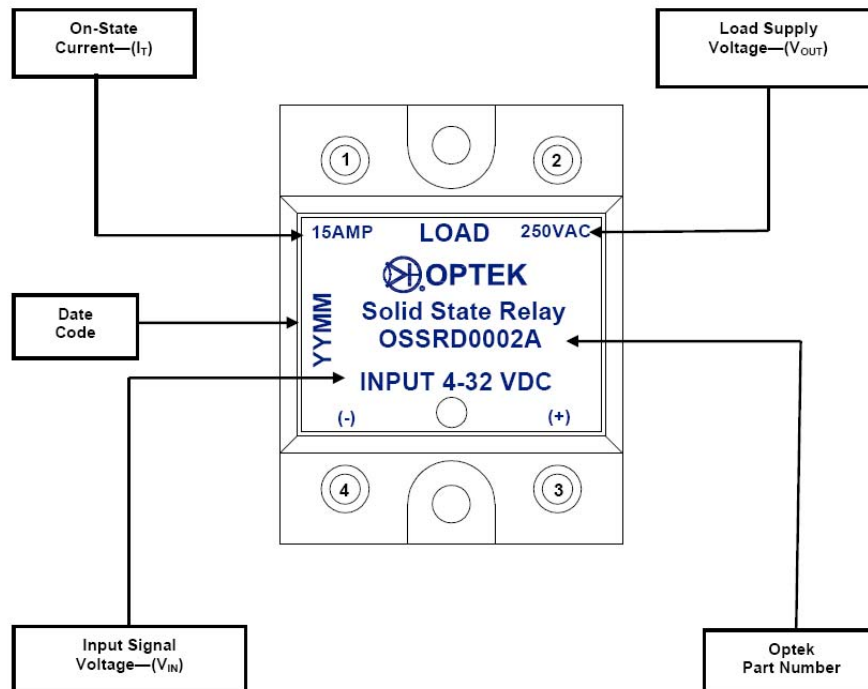 On-State
Current—(IT)
Load Supply
Voltage—(VOUT)
1
2
15AMP LOAD 250VAC
OPTEK
Solid State Relay
OSSRD0002A
YYMM
INPUT 4-32 VDC
(-) (+)
4
3
Date
Code
Input Signal
Voltage—(VIN)
Optek
Part Number